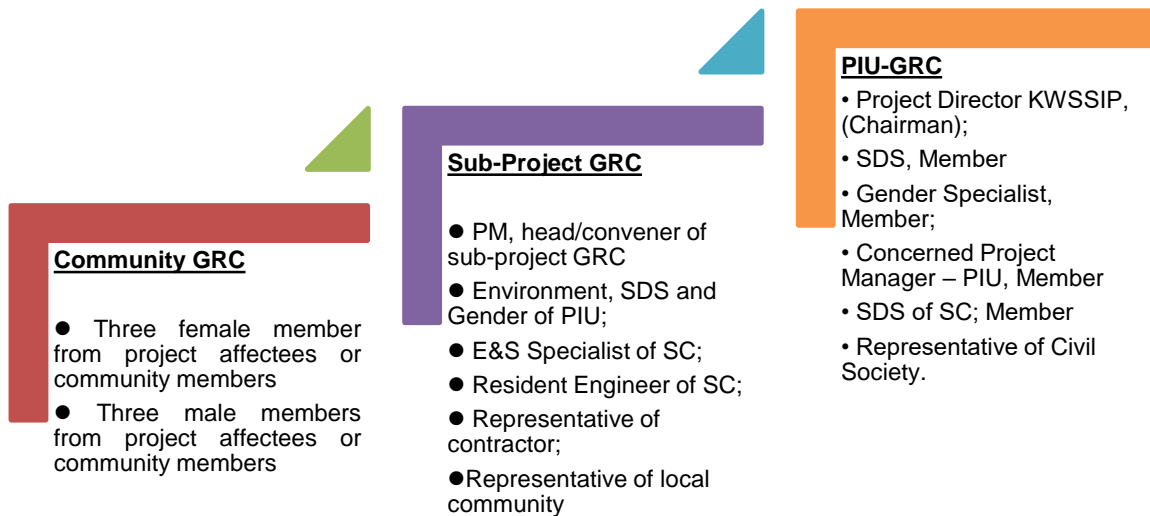 Community GRC
● Three female member
from project affectees or
community members
● Three male members
from project affectees or
community members
Sub-Project GRC
● PM, head/convener of
sub-project GRC
● Environment, SDS and
Gender of PIU;
● E&S Specialist of SC;
● Resident Engineer of SC;
● Representative of
contractor;
●Representative of local
community
PIU-GRC
• Project Director KWSSIP,
(Chairman);
• SDS, Member
• Gender Specialist,
Member;
• Concerned Project
Manager – PIU, Member
• SDS of SC; Member
• Representative of Civil
Society.